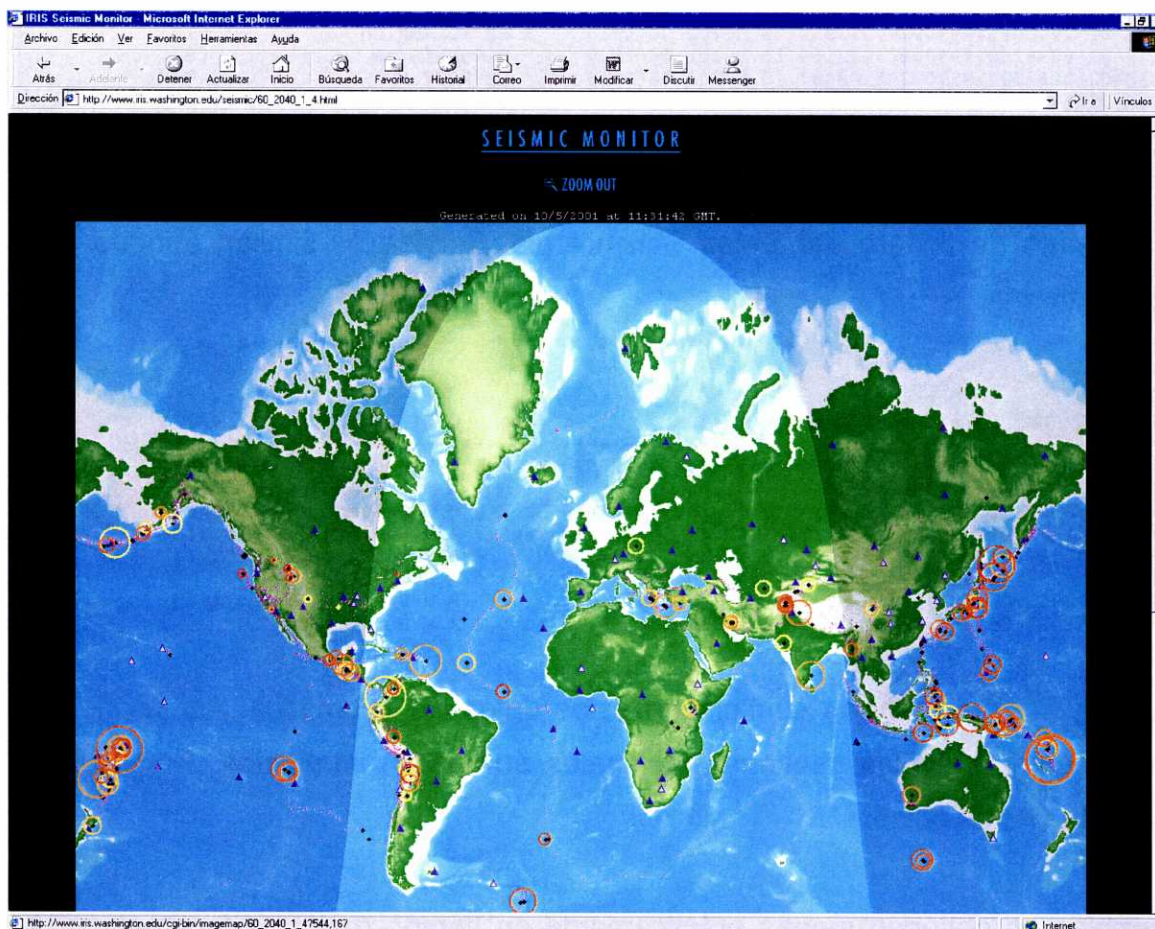 IRIS Seismic Monitor - Microsoft Internet Explorer
Archivo Edición Ver Favoritos Herramientas Ayuda
Atrás Adelante Detener Actualizar Inicio Búsqueda Favoritos Historial Correo Imprimir Modificar Discutir Messenger
Dirección http://www.iris.washington.edu/seismic/60_2040_1_4.html Ir a Vínculos
SEISMIC MONITOR
ZOOM OUT
Generated on 10/5/2001 at 11:31:42 GMT.
http://www.iris.washington.edu/cgi-bin/imagemap/60_2040_1_4?544,167 Internet